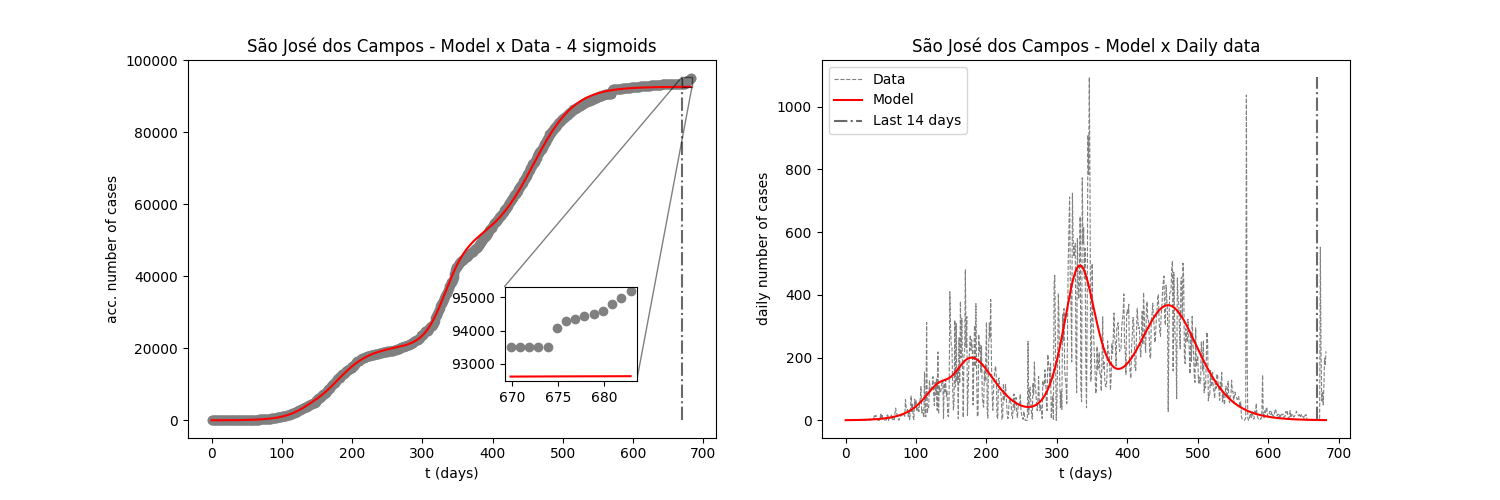 São José dos Campos - Model x Data - 4 sigmoids
100000
80000
60000
40000
20000
0
acc. number of cases
95000
94000
93000
670 675 680
0 100 200 300 400 500 600 700
t (days)
São José dos Campos - Model x Daily data
Data
Model
Last 14 days
1000
800
600
400
200
0
daily number of cases
0 100 200 300 400 500 600 700
t (days)